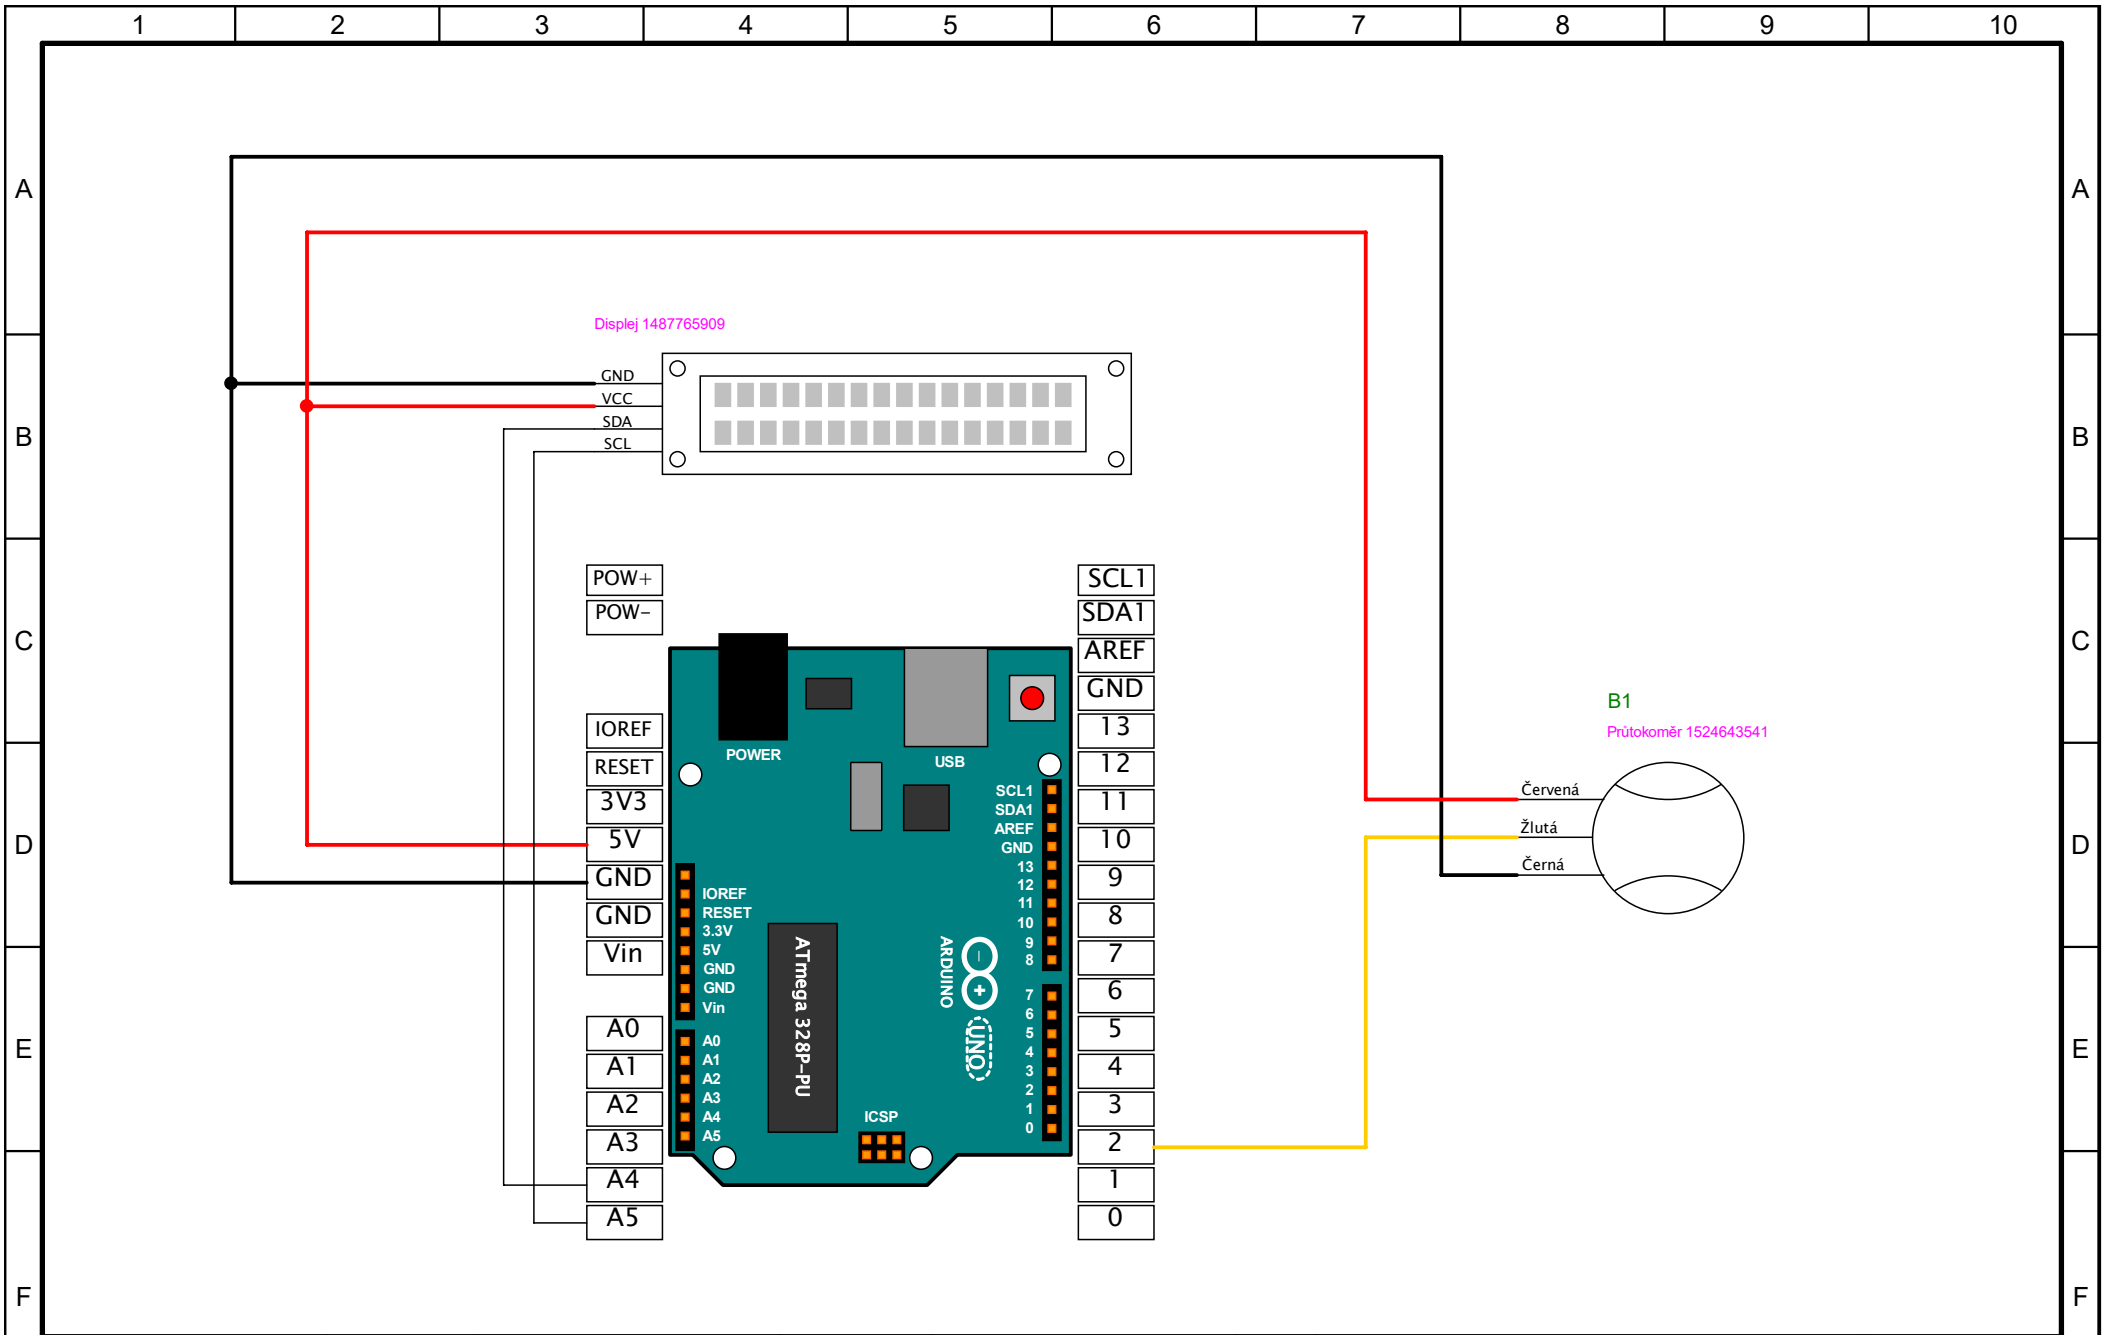 1 2 3 4 5 6 7 8 9 10
A A
Displej 1487765909
GND
VCC
SDA
SCL
B B
POW+
POW-
IOREF
RESET
3V3
5V
GND
GND
Vin
A0
A1
A2
A3
A4
A5
POWER
USB
SCL1
SDA1
AREF
GND
13
12
11
10
9
8
7
6
5
4
3
2
1
0
IOREF
RESET
3.3V
5V
GND
GND
Vin
A0
A1
A2
A3
A4
A5
ATmega 328P-PU
ARDUINO
UNO
ICSP
SCL1
SDA1
AREF
GND
13
12
11
10
9
8
7
6
5
4
3
2
1
0
C C
B1
Průtokoměr 1524643541
Červená
Žlutá
Černá
D D
E E
F F